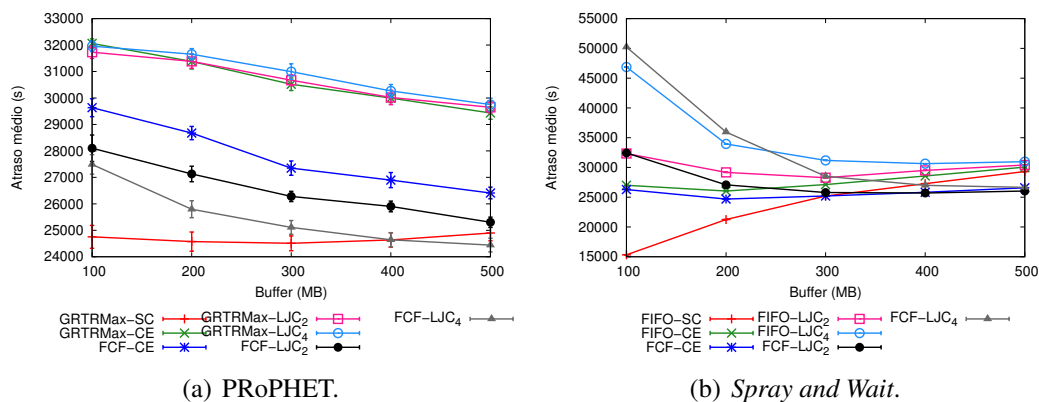 33000
32000
31000
30000
29000
28000
27000
26000
25000
24000
Atraso médio (s)
100 200 300 400 500
Buffer (MB)
GRTRMax−SC GRTRMax−LJC₂ FCF−LJC₄
GRTRMax−CE GRTRMax−LJC₄
FCF−CE FCF−LJC₂
(a) PRoPHET.
55000
50000
45000
40000
35000
30000
25000
20000
15000
Atraso médio (s)
100 200 300 400 500
Buffer (MB)
FIFO−SC FIFO−LJC₂ FCF−LJC₄
FIFO−CE FIFO−LJC₄
FCF−CE FCF−LJC₂
(b) Spray and Wait.